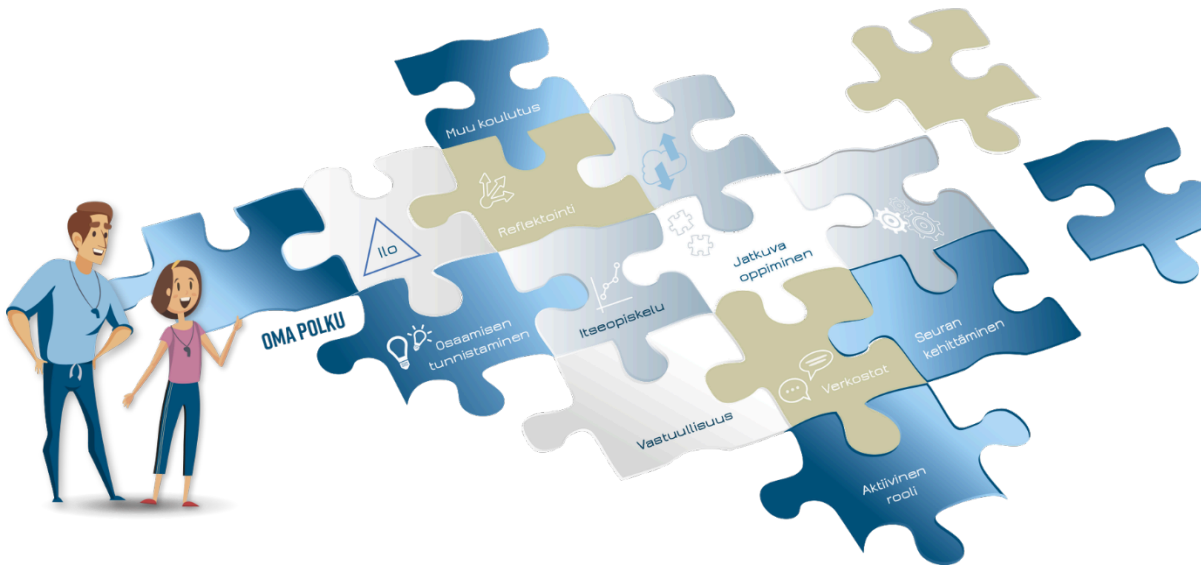 Muu koulutus
Reflektointi
Ilo
OMA POLKU
Osaamisen
tunnistaminen
Itseopiskelu
Jatkuva
oppiminen
Seuran
kehittäminen
Verkostot
Vastuullisuus
Aktiivinen
rooli